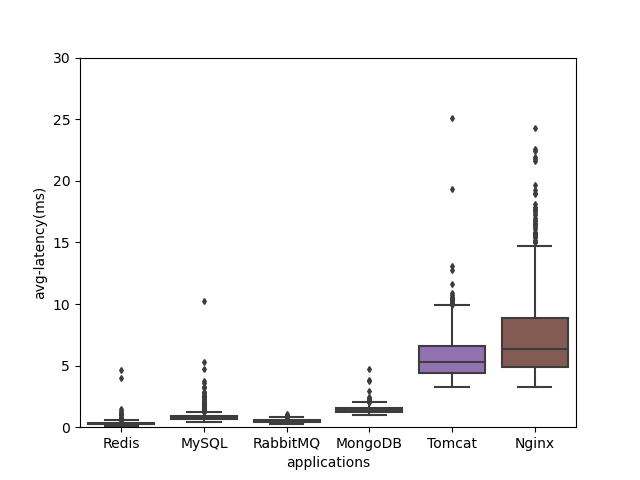 30
25
20
15
10
5
0
avg-latency(ms)
Redis MySQL RabbitMQ MongoDB Tomcat Nginx
applications